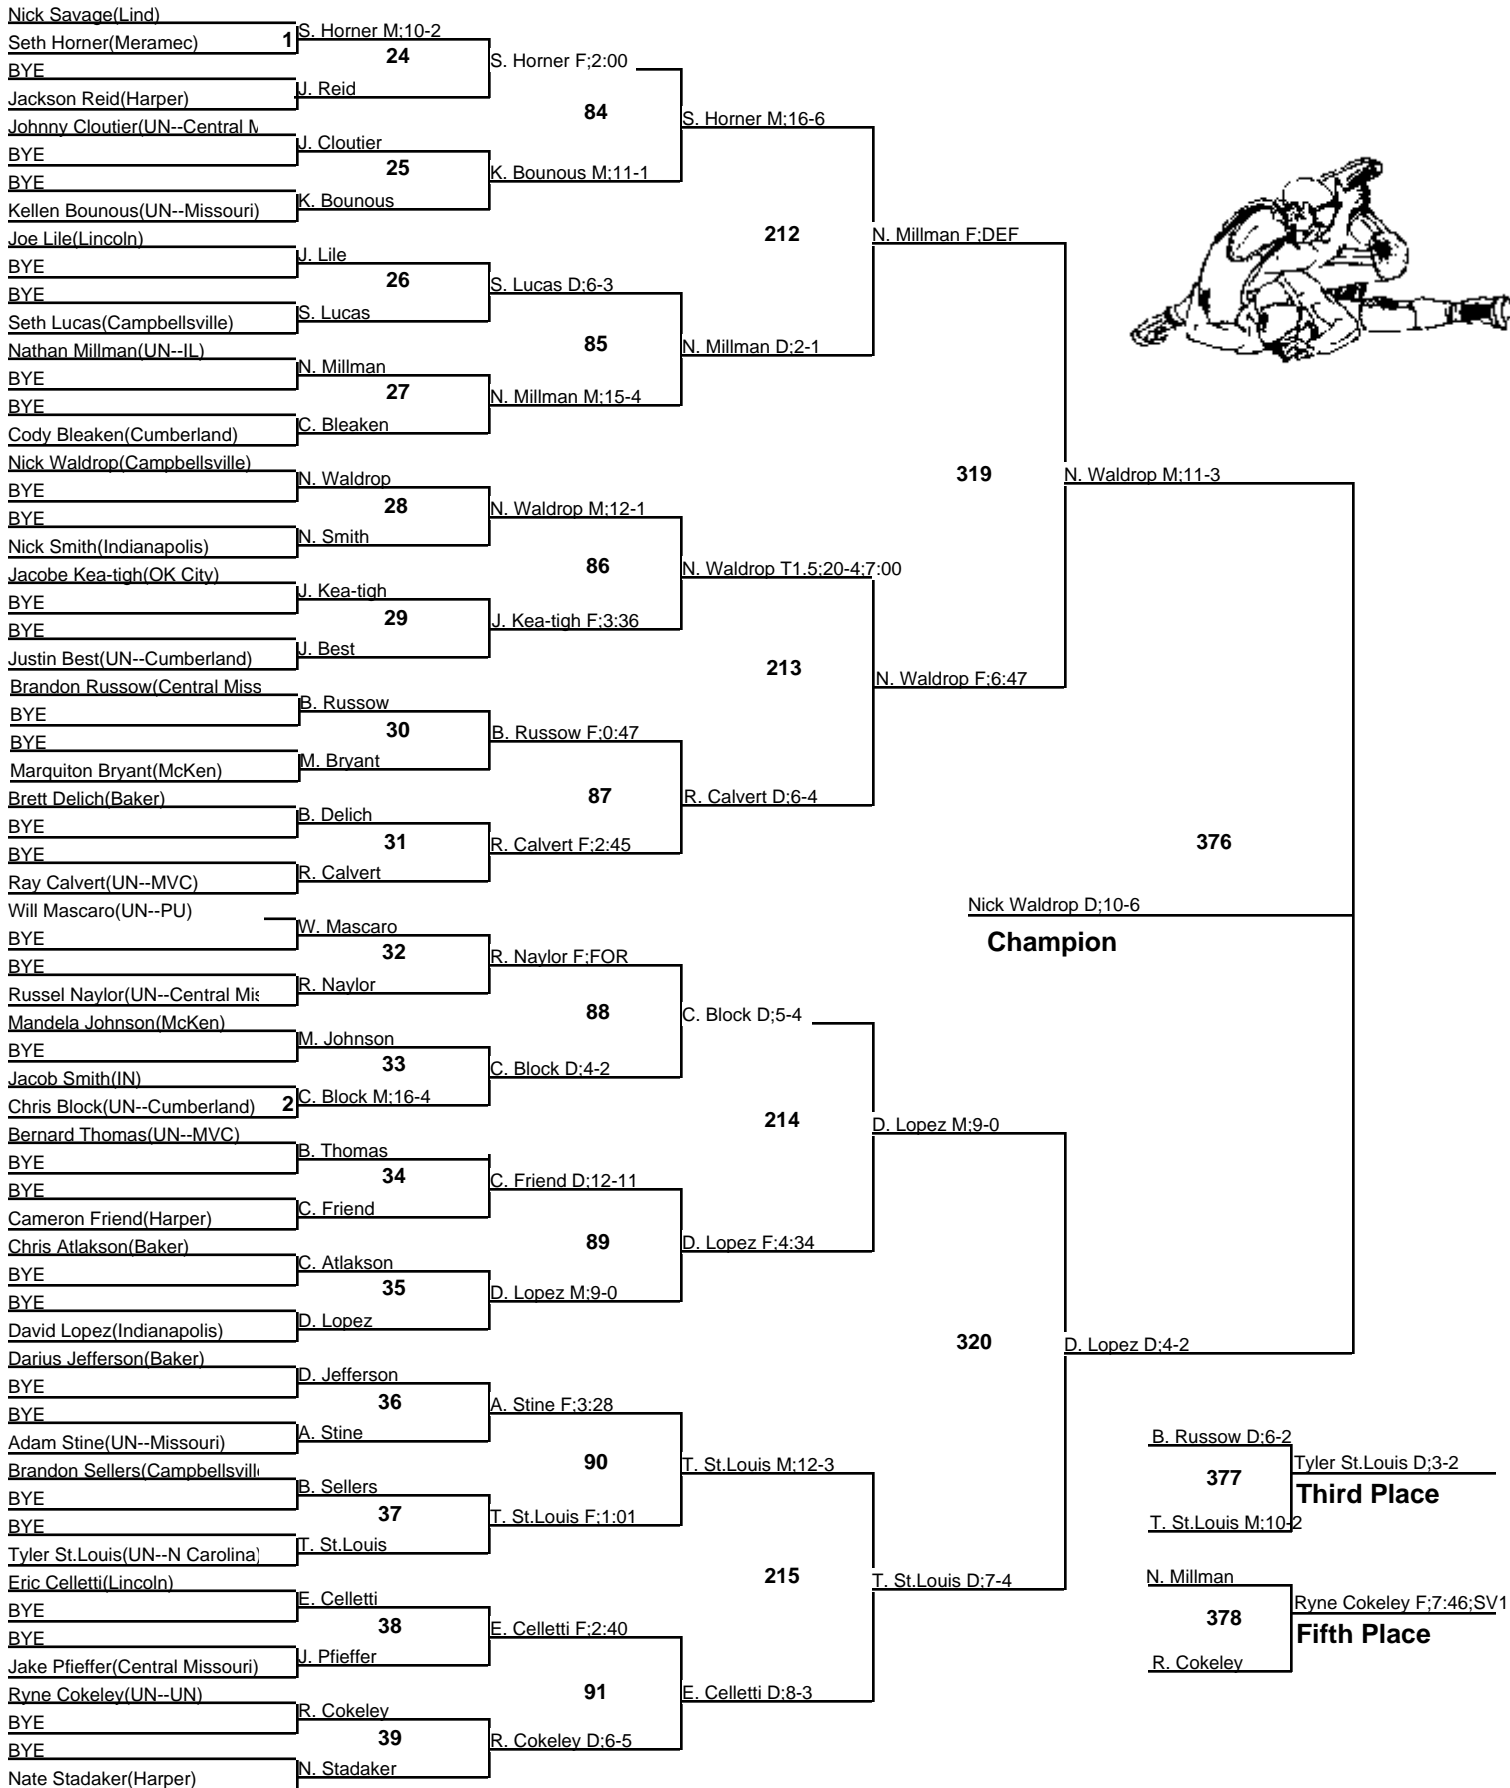 Nick Savage(Lind)
Seth Horner(Meramec)
BYE
Jackson Reid(Harper)
Johnny Cloutier(UN--Central M
BYE
BYE
Kellen Bounous(UN--Missouri)
Joe Lile(Lincoln)
BYE
BYE
Seth Lucas(Campbellsville)
Nathan Millman(UN--IL)
BYE
BYE
Cody Bleaken(Cumberland)
Nick Waldrop(Campbellsville)
BYE
BYE
Nick Smith(Indianapolis)
Jacobe Kea-tigh(OK City)
BYE
BYE
Justin Best(UN--Cumberland)
Brandon Russow(Central Miss
BYE
BYE
Marquiton Bryant(McKen)
Brett Delich(Baker)
BYE
BYE
Ray Calvert(UN--MVC)
Will Mascaro(UN--PU)
BYE
BYE
Russel Naylor(UN--Central Mis
Mandela Johnson(McKen)
BYE
Jacob Smith(IN)
Chris Block(UN--Cumberland)
Bernard Thomas(UN--MVC)
BYE
BYE
Cameron Friend(Harper)
Chris Atlakson(Baker)
BYE
BYE
David Lopez(Indianapolis)
Darius Jefferson(Baker)
BYE
BYE
Adam Stine(UN--Missouri)
Brandon Sellers(Campbellsville
BYE
BYE
Tyler St.Louis(UN--N Carolina)
Eric Celletti(Lincoln)
BYE
BYE
Jake Pfieffer(Central Missouri)
Ryne Cokeley(UN--UN)
BYE
BYE
Nate Stadaker(Harper)
1
2
S. Horner M;10-2
24
J. Reid
J. Cloutier
25
K. Bounous
J. Lile
26
S. Lucas
N. Millman
27
C. Bleaken
N. Waldrop
28
N. Smith
J. Kea-tigh
29
J. Best
B. Russow
30
M. Bryant
B. Delich
31
R. Calvert
W. Mascaro
32
R. Naylor
M. Johnson
33
C. Block M;16-4
B. Thomas
34
C. Friend
C. Atlakson
35
D. Lopez
D. Jefferson
36
A. Stine
B. Sellers
37
T. St.Louis
E. Celletti
38
J. Pfieffer
R. Cokeley
39
N. Stadaker
S. Horner F;2:00
84
K. Bounous M;11-1
S. Lucas D;6-3
85
N. Millman M;15-4
N. Waldrop M;12-1
86
J. Kea-tigh F;3:36
B. Russow F;0:47
87
R. Calvert F;2:45
R. Naylor F;FOR
88
C. Block D;4-2
C. Friend D;12-11
89
D. Lopez M;9-0
A. Stine F;3:28
90
T. St.Louis F;1:01
E. Celletti F;2:40
91
R. Cokeley D;6-5
S. Horner M;16-6
212
N. Millman D;2-1
N. Waldrop T1.5;20-4;7:00
213
R. Calvert D;6-4
C. Block D;5-4
214
D. Lopez F;4:34
T. St.Louis M;12-3
215
E. Celletti D;8-3
N. Millman F;DEF
319
N. Waldrop F;6:47
D. Lopez M;9-0
320
T. St.Louis D;7-4
N. Waldrop M;11-3
376
D. Lopez D;4-2
Nick Waldrop D;10-6
Champion
B. Russow D;6-2
377
T. St.Louis M;10-2
Tyler St.Louis D;3-2
Third Place
N. Millman
378
R. Cokeley
Ryne Cokeley F;7:46;SV1
Fifth Place